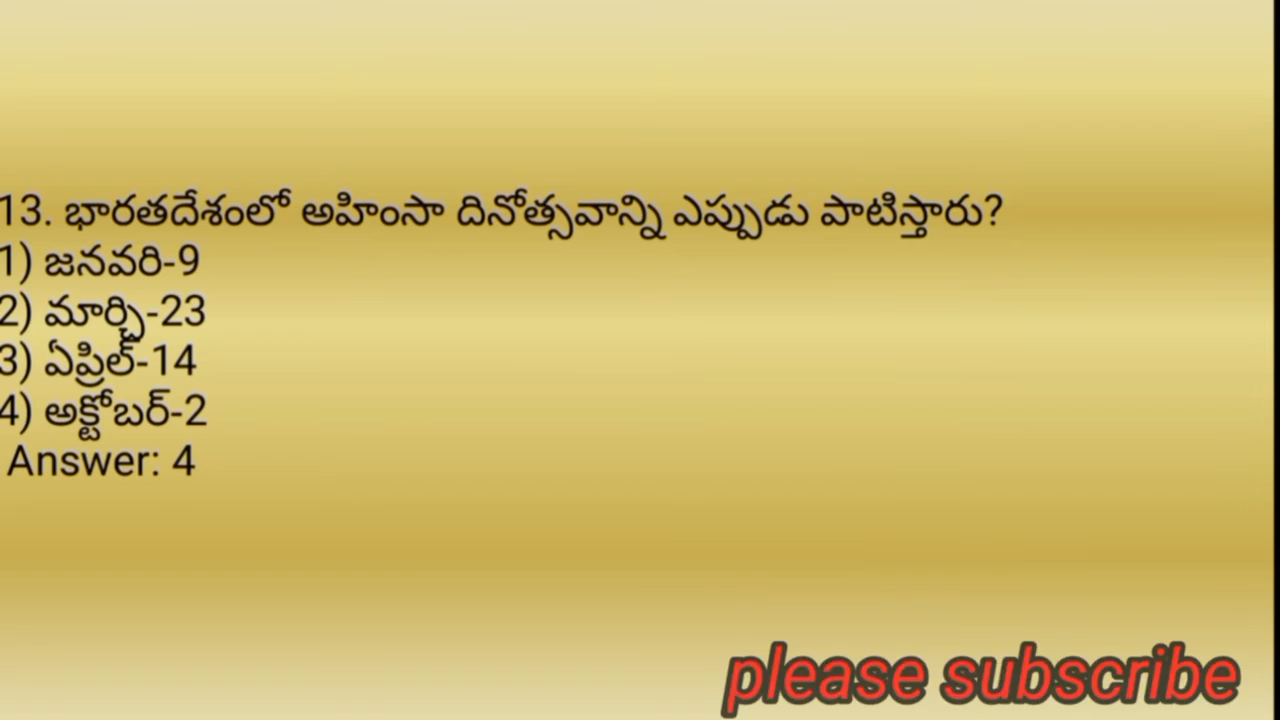 13. భారతదేశంలో అహింసా దినోత్సవాన్ని ఎప్పుడు పాటిస్తారు?
1) జనవరి-9
2) మార్చి-23
3) ఏప్రిల్-14
4) అక్టోబర్-2
Answer: 4
please subscribe